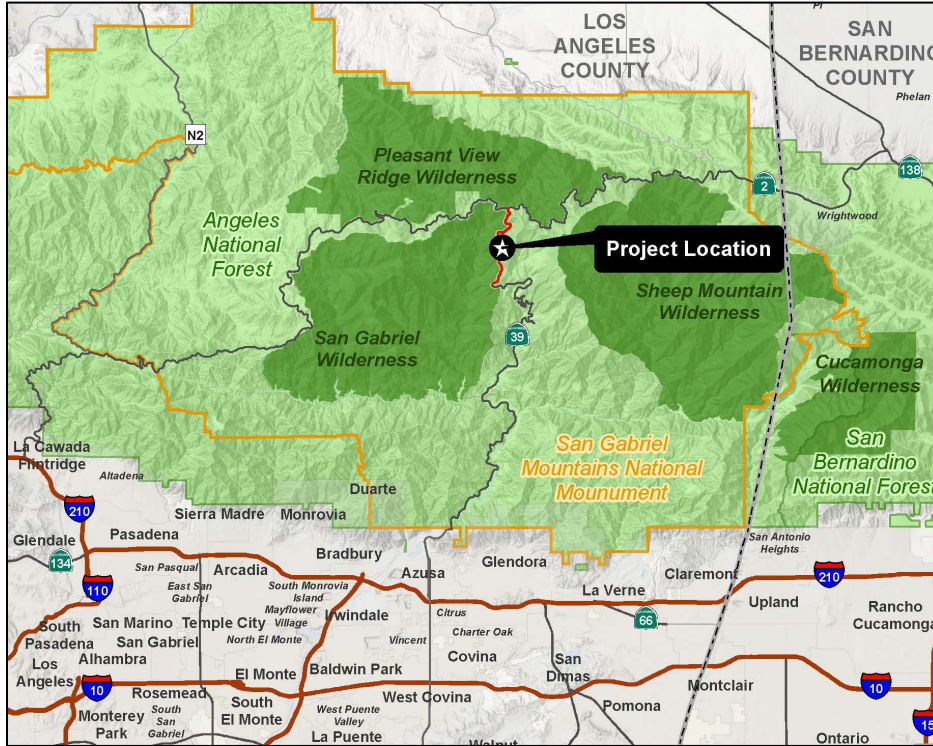 LOS
ANGELES
COUNTY
SAN
BERNARDINO
COUNTY
Phelan
N2
Pleasant View
Ridge Wilderness
138
2
Wrightwood
Angeles
National
Forest
Project Location
Sheep Mountain
Wilderness
San Gabriel
Wilderness
39
Cucamonga
Wilderness
San Gabriel
Mountains National
Mounument
San
Bernardino
National Forest
La Cawada
Flintridge
Altadena
Duarte
210
Sierra Madre
Monrovia
Glendale
134
Pasadena
Bradbury
San Antonio
Heights
San Pasqual
Arcadia
Azusa
Glendora
Claremont
210
110
East San
Gabriel
South Monrovia
Island
Mayflower
Village
Irwindale
La Verne
66
Upland
Rancho
Cucamonga
South
Pasadena
San Marino
San Gabriel
Temple City
North El Monte
Citrus
Vincent
Charter Oak
Alhambra
Los
Angeles
10
El Monte
Baldwin Park
Covina
San
Dimas
Montclair
10
Rosemead
South
El Monte
West Covina
Pomona
Monterey
Park
South
San
Gabriel
West Puente
Valley
La Puente
Walnut
Ontario
15